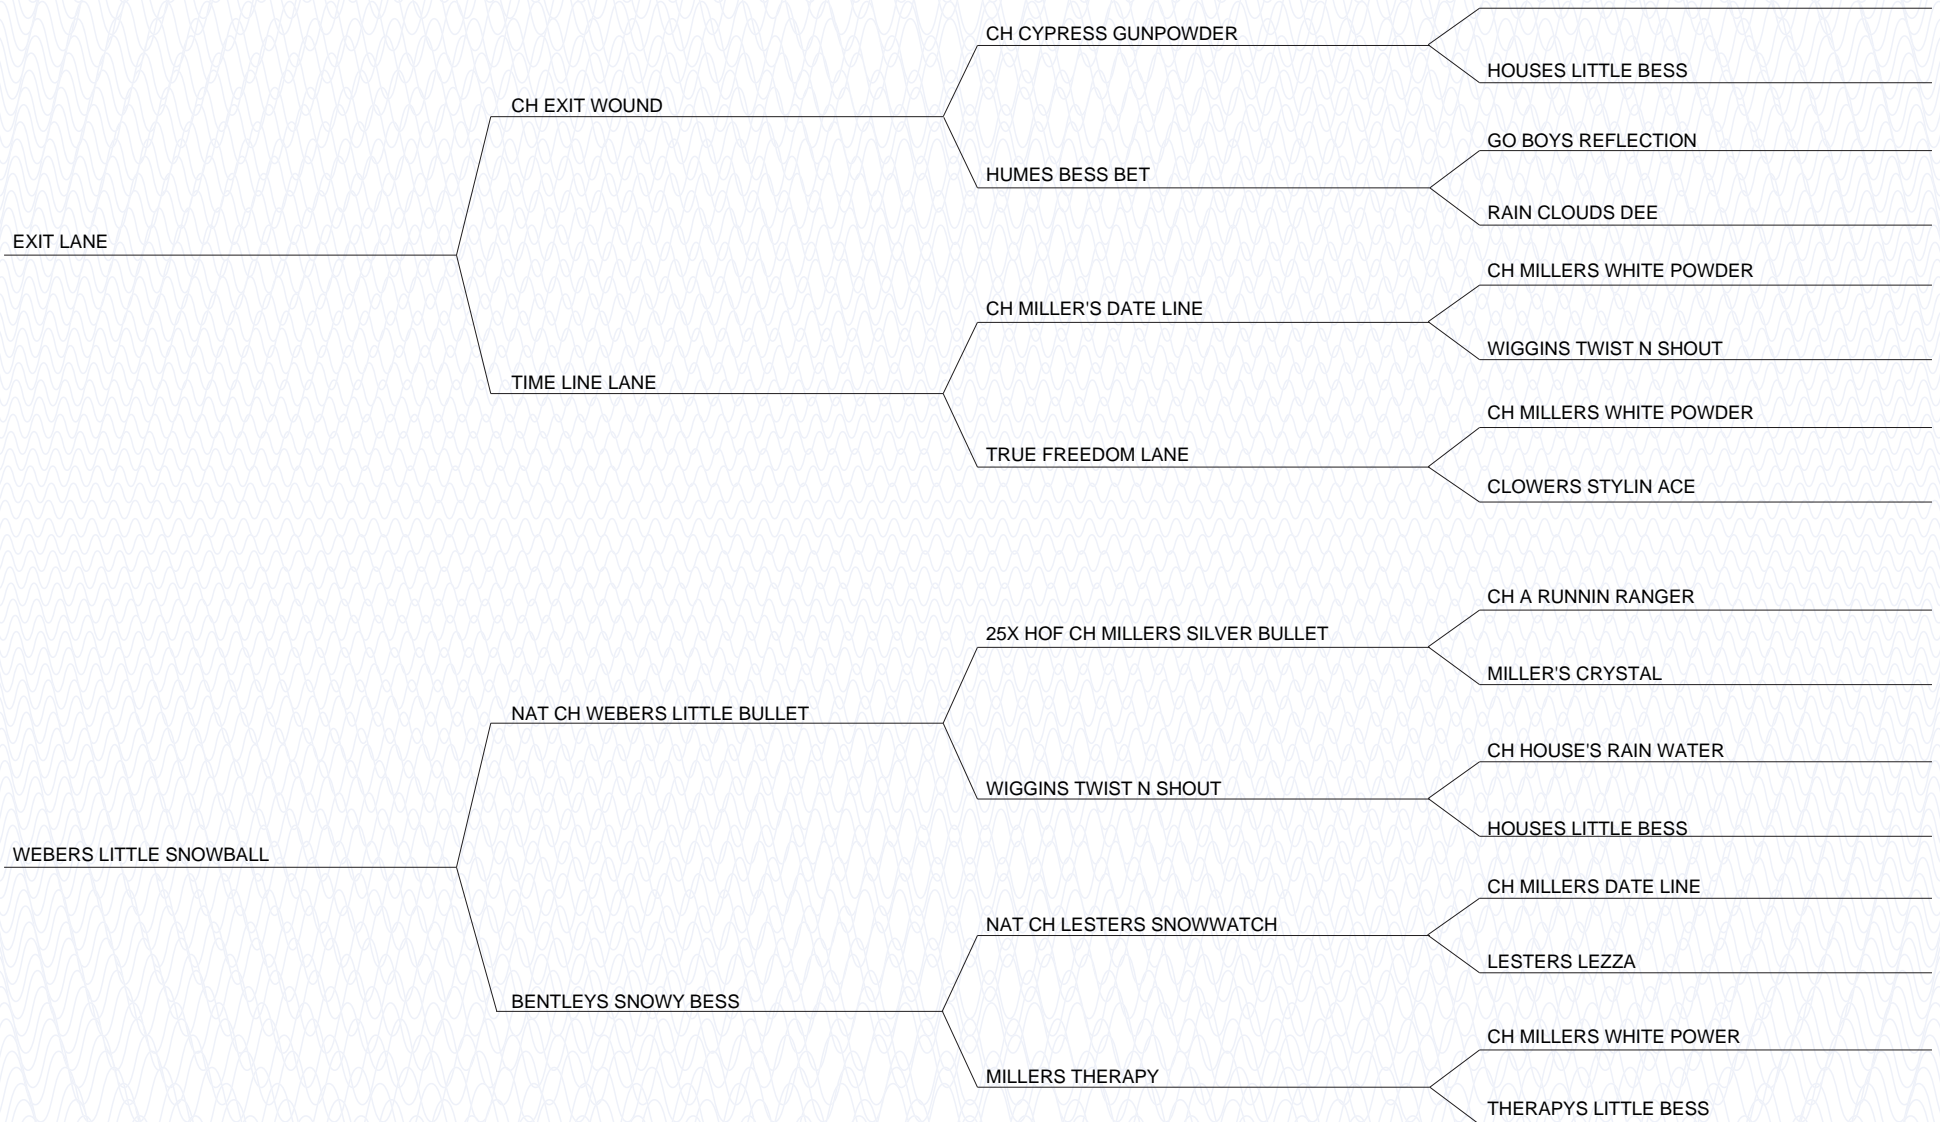 CH CYPRESS GUNPOWDER
HOUSES LITTLE BESS
CH EXIT WOUND
GO BOYS REFLECTION
HUMES BESS BET
RAIN CLOUDS DEE
EXIT LANE
CH MILLERS WHITE POWDER
CH MILLER'S DATE LINE
WIGGINS TWIST N SHOUT
TIME LINE LANE
CH MILLERS WHITE POWDER
TRUE FREEDOM LANE
CLOWERS STYLIN ACE
CH A RUNNIN RANGER
25X HOF CH MILLERS SILVER BULLET
MILLER'S CRYSTAL
NAT CH WEBERS LITTLE BULLET
CH HOUSE'S RAIN WATER
WIGGINS TWIST N SHOUT
HOUSES LITTLE BESS
WEBERS LITTLE SNOWBALL
CH MILLERS DATE LINE
NAT CH LESTERS SNOWWATCH
LESTERS LEZZA
BENTLEYS SNOWY BESS
CH MILLERS WHITE POWER
MILLERS THERAPY
THERAPYS LITTLE BESS